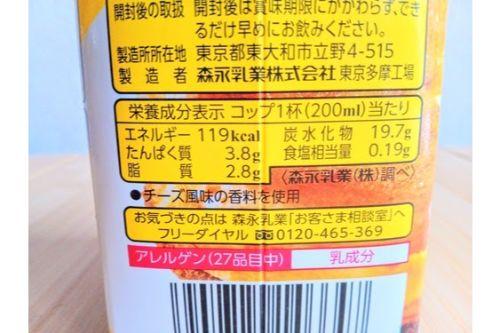 開封後の取扱 開封後は賞味期限にかかわらず、でき
るだけ早めにお飲みください。
製造所所在地 東京都東大和市立野4-515
製造者 森永乳業株式会社 東京多摩工場
栄養成分表示 コップ1杯(200ml)当たり
エネルギー 119kcal 炭水化物 19.7g
たんぱく質 3.8g 食塩相当量 0.19g
脂質 2.8g 〈森永乳業(株)調べ〉
●チーズ風味の香料を使用
お気づきの点は 森永乳業「お客さま相談室」へ
フリーダイヤル 0120-465-369
アレルゲン(27品目中) 乳成分